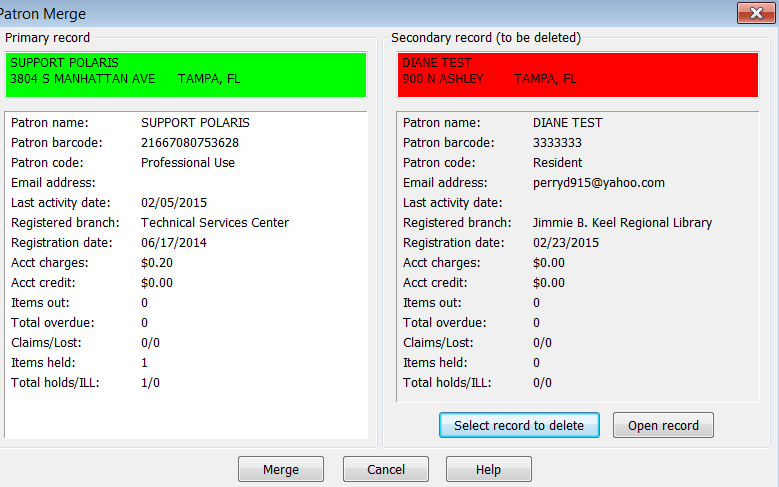 Patron Merge
Primary record
SUPPORT POLARIS
3804 S MANHATTAN AVE TAMPA, FL
Patron name: SUPPORT POLARIS
Patron barcode: 21667080753628
Patron code: Professional Use
Email address:
Last activity date: 02/05/2015
Registered branch: Technical Services Center
Registration date: 06/17/2014
Acct charges: $0.20
Acct credit: $0.00
Items out: 0
Total overdue: 0
Claims/Lost: 0/0
Items held: 1
Total holds/ILL: 1/0
Secondary record (to be deleted)
DIANE TEST
900 N ASHLEY TAMPA, FL
Patron name: DIANE TEST
Patron barcode: 3333333
Patron code: Resident
Email address: perryd915@yahoo.com
Last activity date:
Registered branch: Jimmie B. Keel Regional Library
Registration date: 02/23/2015
Acct charges: $0.00
Acct credit: $0.00
Items out: 0
Total overdue: 0
Claims/Lost: 0/0
Items held: 0
Total holds/ILL: 0/0
Select record to delete Open record
Merge Cancel Help